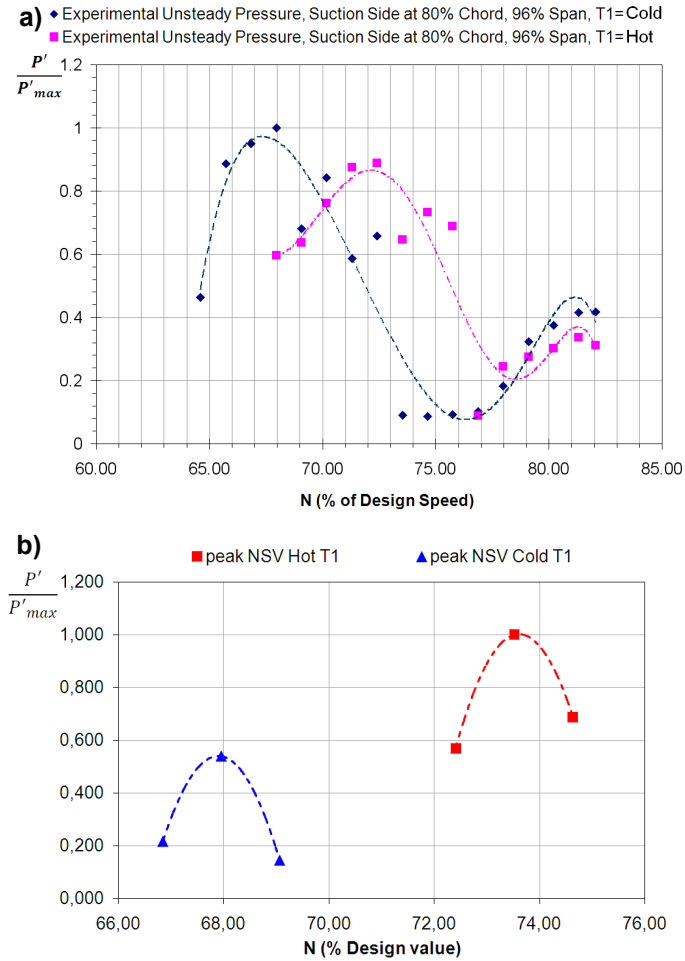 a)
Experimental Unsteady Pressure, Suction Side at 80% Chord, 96% Span, T1=Cold
Experimental Unsteady Pressure, Suction Side at 80% Chord, 96% Span, T1=Hot
P'
P'max
1.2
1
0.8
0.6
0.4
0.2
0
60.00 65.00 70.00 75.00 80.00 85.00
N (% of Design Speed)
b)
peak NSV Hot T1 peak NSV Cold T1
P'
P'max
1,200
1,000
0,800
0,600
0,400
0,200
0,000
66,00 68,00 70,00 72,00 74,00 76,00
N (% Design value)